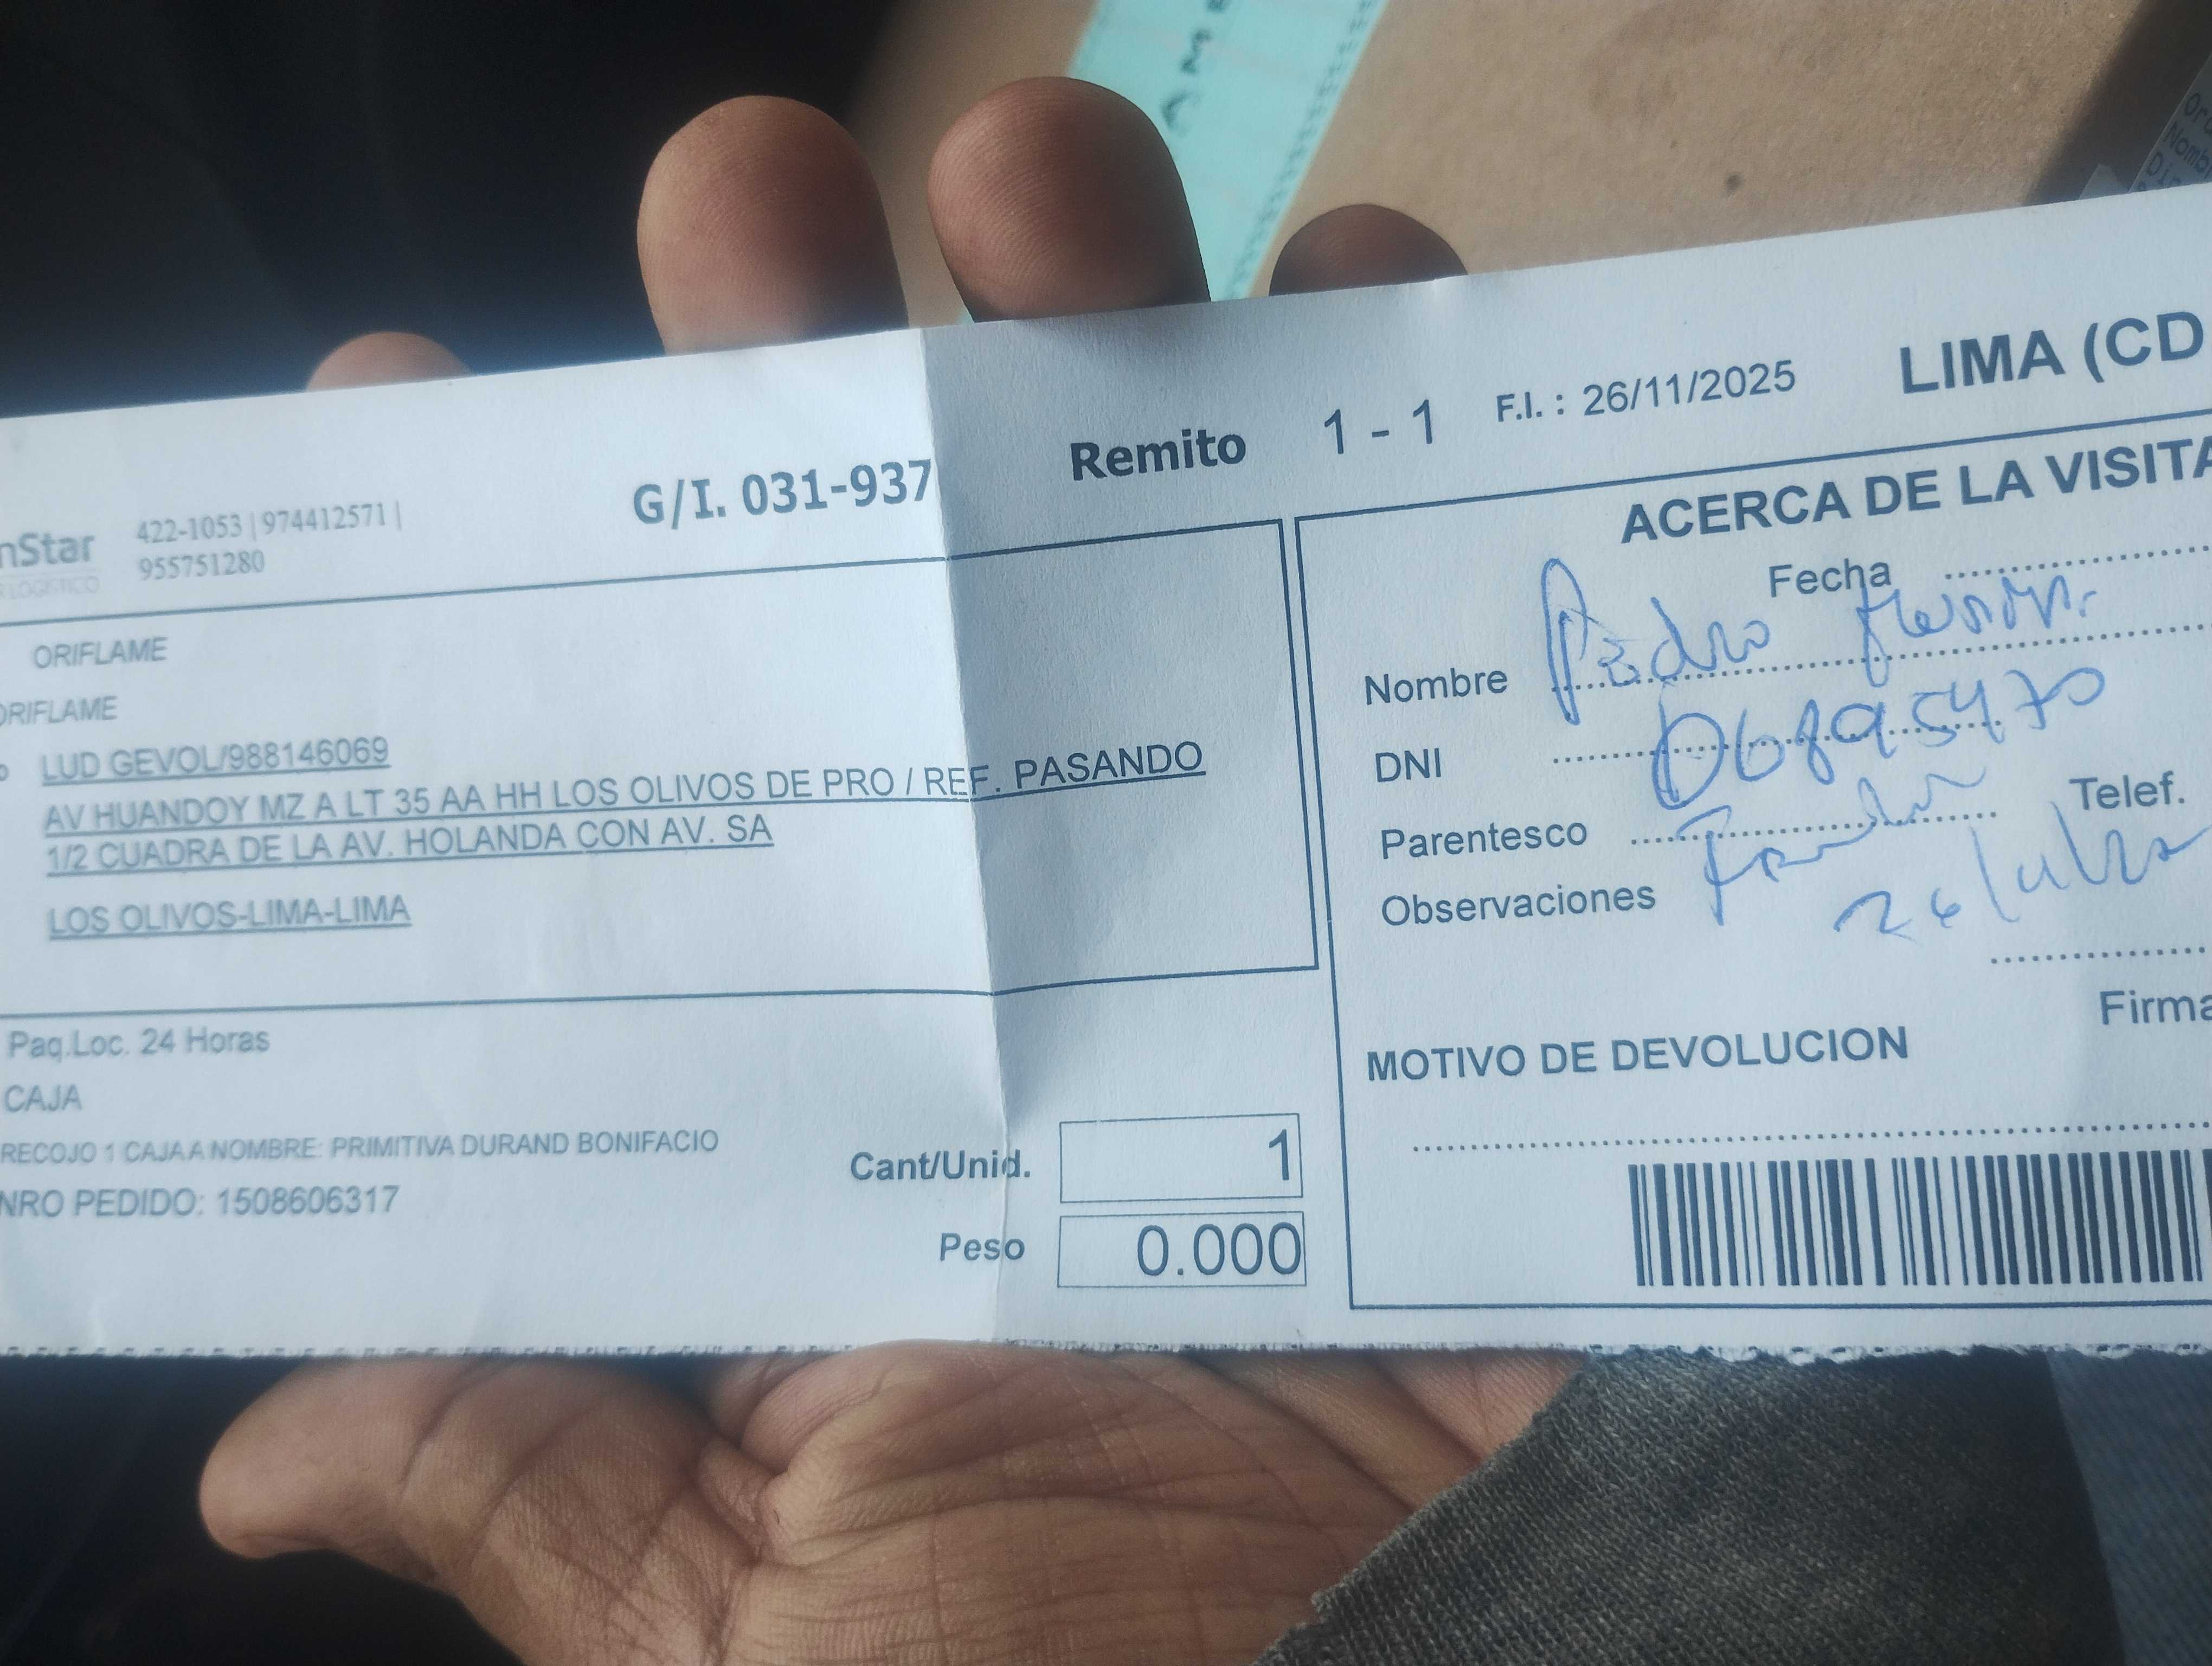 AME
G/I. 031-937
Remito 1 - 1 F.I. : 26/11/2025 LIMA (CD
nStar 422-1053 | 974412571 |
955751280
LOGISTICO
ORIFLAME
ORIFLAME
LUD GEVOL/988146069
AV HUANDOY MZ A LT 35 AA HH LOS OLIVOS DE PRO / REF. PASANDO
1/2 CUADRA DE LA AV. HOLANDA CON AV. SA
LOS OLIVOS-LIMA-LIMA
Paq.Loc. 24 Horas
CAJA
RECOJO 1 CAJA A NOMBRE: PRIMITIVA DURAND BONIFACIO
NRO PEDIDO: 1508606317
Cant/Unid. 1
Peso 0.000
ACERCA DE LA VISITA
Fecha
Nombre Pedro
DNI
Parentesco Telef.
Observaciones
Firma
MOTIVO DE DEVOLUCION